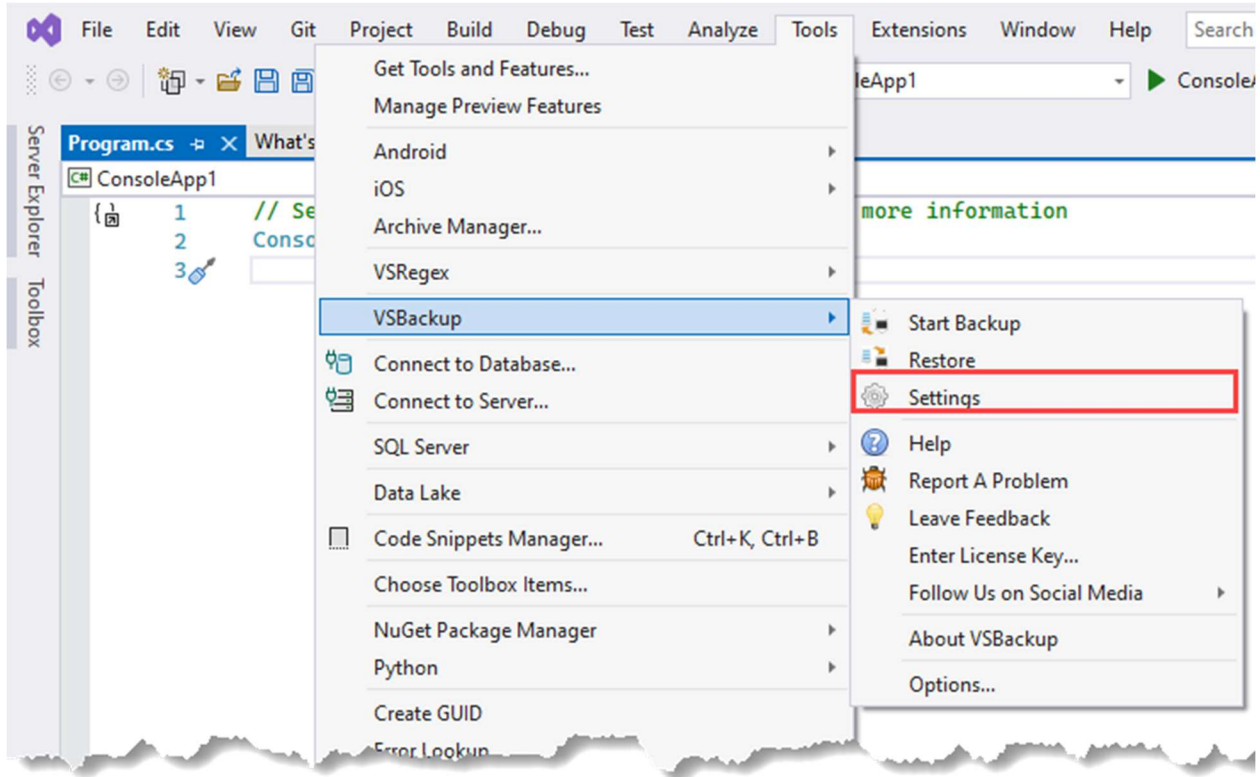 File Edit View Git Project Build Debug Test Analyze Tools Extensions Window Help Search
leApp1 ConsoleA
Server Explorer
Toolbox
Program.cs What's
C# ConsoleApp1
1 // Se more information
2 Conso
3
Get Tools and Features...
Manage Preview Features
Android
iOS
Archive Manager...
VSRegex
VSBackup
Connect to Database...
Connect to Server...
SQL Server
Data Lake
Code Snippets Manager... Ctrl+K, Ctrl+B
Choose Toolbox Items...
NuGet Package Manager
Python
Create GUID
Error Lookup
Start Backup
Restore
Settings
Help
Report A Problem
Leave Feedback
Enter License Key...
Follow Us on Social Media
About VSBackup
Options...